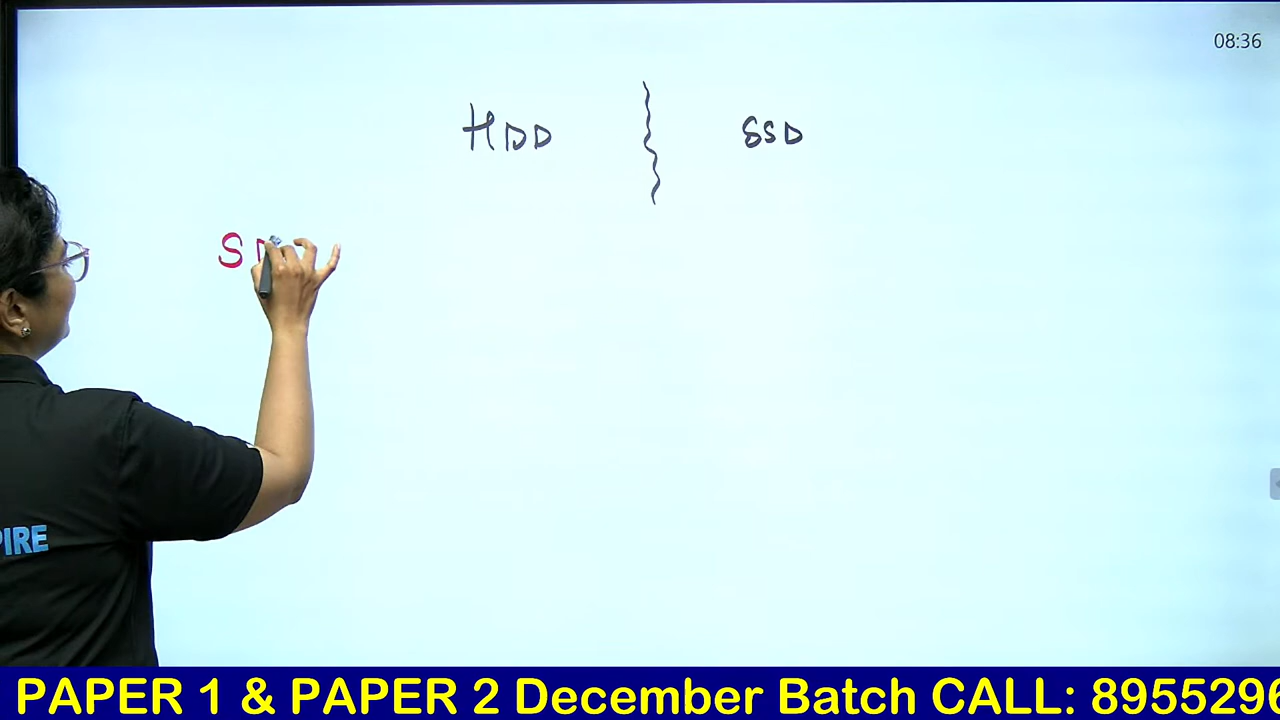 08:36
HDD SSD
S
PIRE
PAPER 1 & PAPER 2 December Batch CALL: 8955296